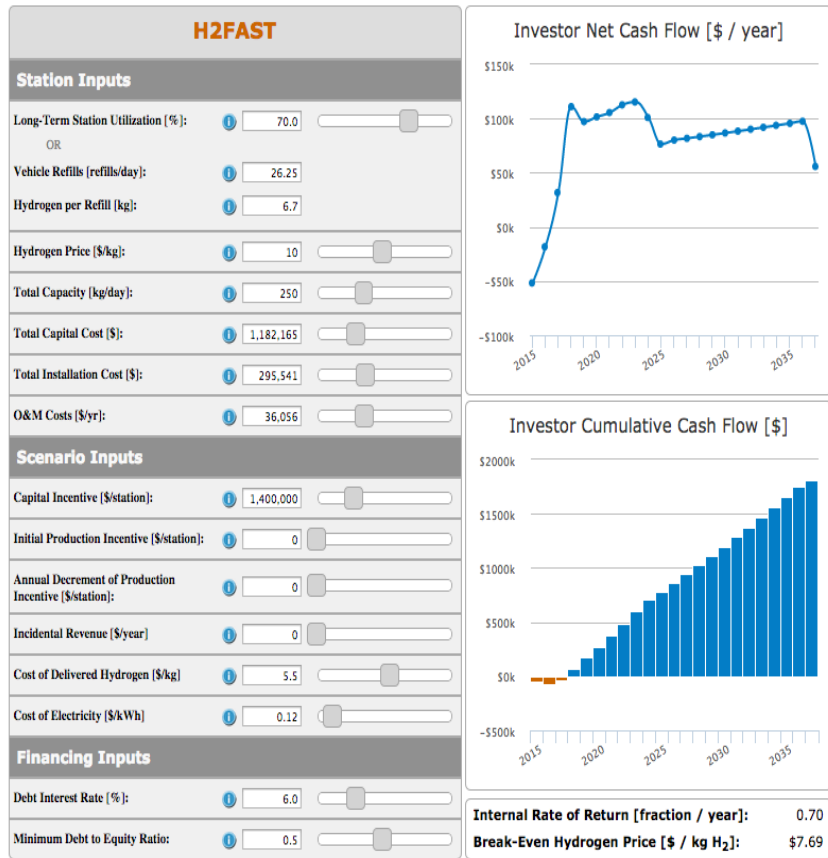 H2FAST
Station Inputs
Long-Term Station Utilization [%]:
70.0
OR
Vehicle Refills [refills/day]:
26.25
Hydrogen per Refill [kg]:
6.7
Hydrogen Price [$/kg]:
10
Total Capacity [kg/day]:
250
Total Capital Cost [$]:
1,182,165
Total Installation Cost [$]:
295,541
O&M Costs [$/yr]:
36,056
Scenario Inputs
Capital Incentive [$/station]:
1,400,000
Initial Production Incentive [$/station]:
0
Annual Decrement of Production
Incentive [$/station]:
0
Incidental Revenue [$/year]
0
Cost of Delivered Hydrogen [$/kg]
5.5
Cost of Electricity [$/kWh]
0.12
Financing Inputs
Debt Interest Rate [%]:
6.0
Minimum Debt to Equity Ratio:
0.5
Investor Net Cash Flow [$ / year]
$150k
$100k
$50k
$0k
-$50k
-$100k
2015
2020
2025
2030
2035
Investor Cumulative Cash Flow [$]
$2000k
$1500k
$1000k
$500k
$0k
-$500k
2015
2020
2025
2030
2035
Internal Rate of Return [fraction / year]: 0.70
Break-Even Hydrogen Price [$ / kg H₂]: $7.69